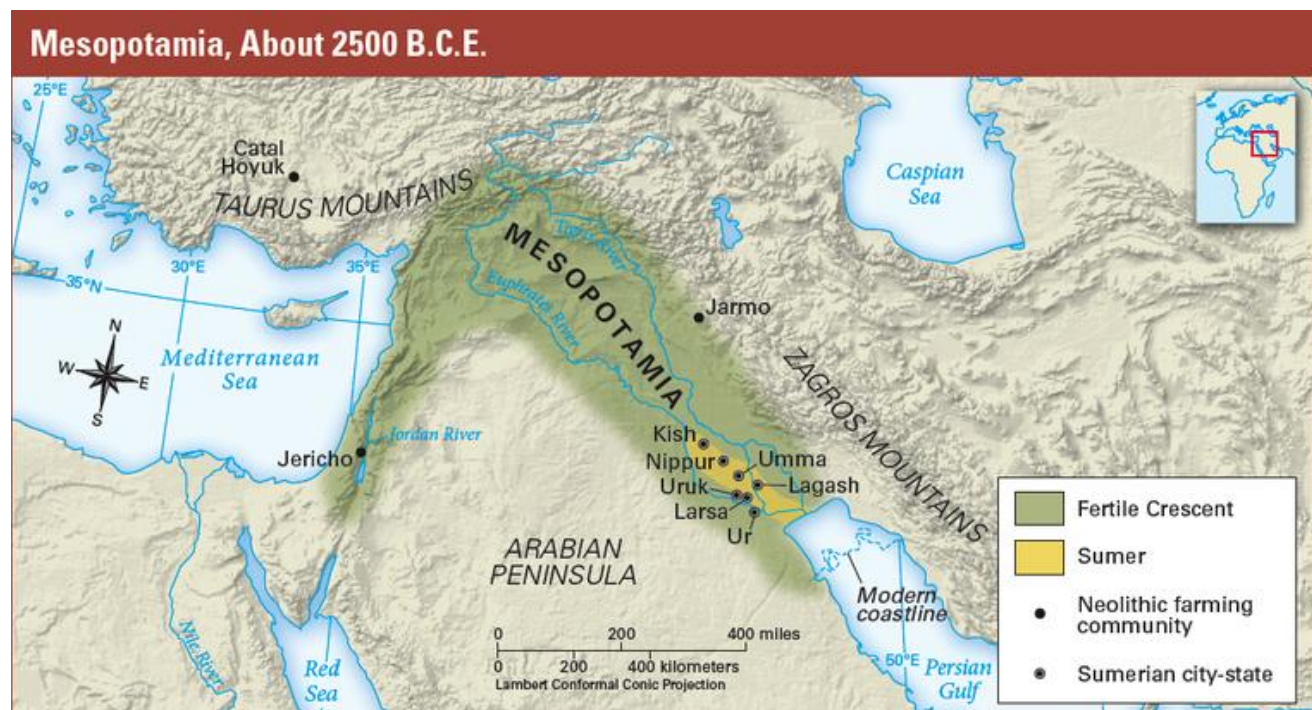 Mesopotamia, About 2500 B.C.E.
25°E
Catal
Hoyuk
TAURUS MOUNTAINS
Caspian
Sea
30°E
35°E
35°N
MESOPOTAMIA
Tigris River
Euphrates River
Jarmo
N
W
E
S
Mediterranean
Sea
ZAGROS MOUNTAINS
Jordan River
Jericho
Kish
Nippur
Umma
Uruk
Lagash
Larsa
Ur
ARABIAN
PENINSULA
Modern
coastline
Nile River
Red
Sea
50°E
Persian
Gulf
0 200 400 miles
0 200 400 kilometers
Lambert Conformal Conic Projection
Fertile Crescent
Sumer
Neolithic farming
community
Sumerian city-state